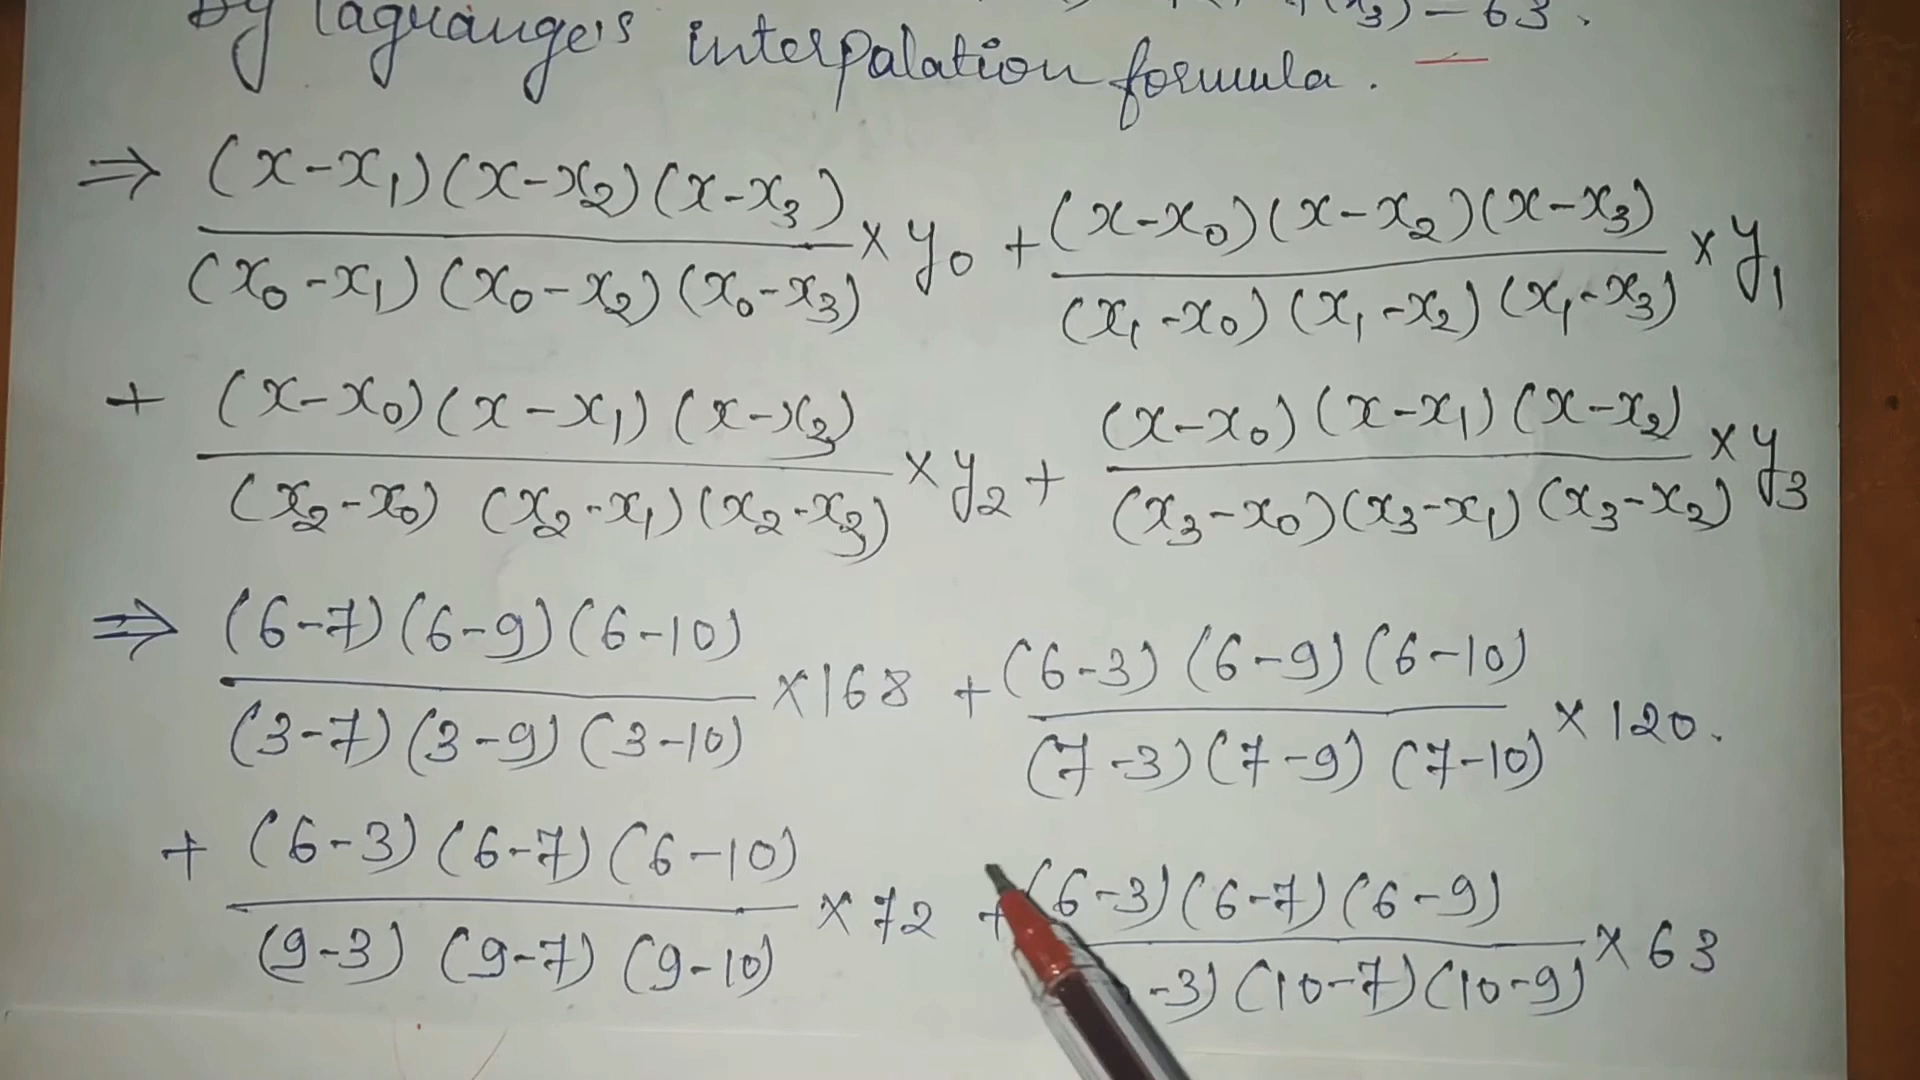 (x₃) = 63.
By lagrange's interpalation formula.
⇒ (x-x₁)(x-x₂)(x-x₃) / (x₀-x₁)(x₀-x₂)(x₀-x₃) × y₀ + (x-x₀)(x-x₂)(x-x₃) / (x₁-x₀)(x₁-x₂)(x₁-x₃) × y₁
+ (x-x₀)(x-x₁)(x-x₂) / (x₂-x₀)(x₂-x₁)(x₂-x₃) × y₂ + (x-x₀)(x-x₁)(x-x₂) / (x₃-x₀)(x₃-x₁)(x₃-x₂) × y₃
⇒ (6-7)(6-9)(6-10) / (3-7)(3-9)(3-10) × 168 + (6-3)(6-9)(6-10) / (7-3)(7-9)(7-10) × 120.
+ (6-3)(6-7)(6-10) / (9-3)(9-7)(9-10) × 72 + (6-3)(6-7)(6-9) / -3)(10-7)(10-9) × 63